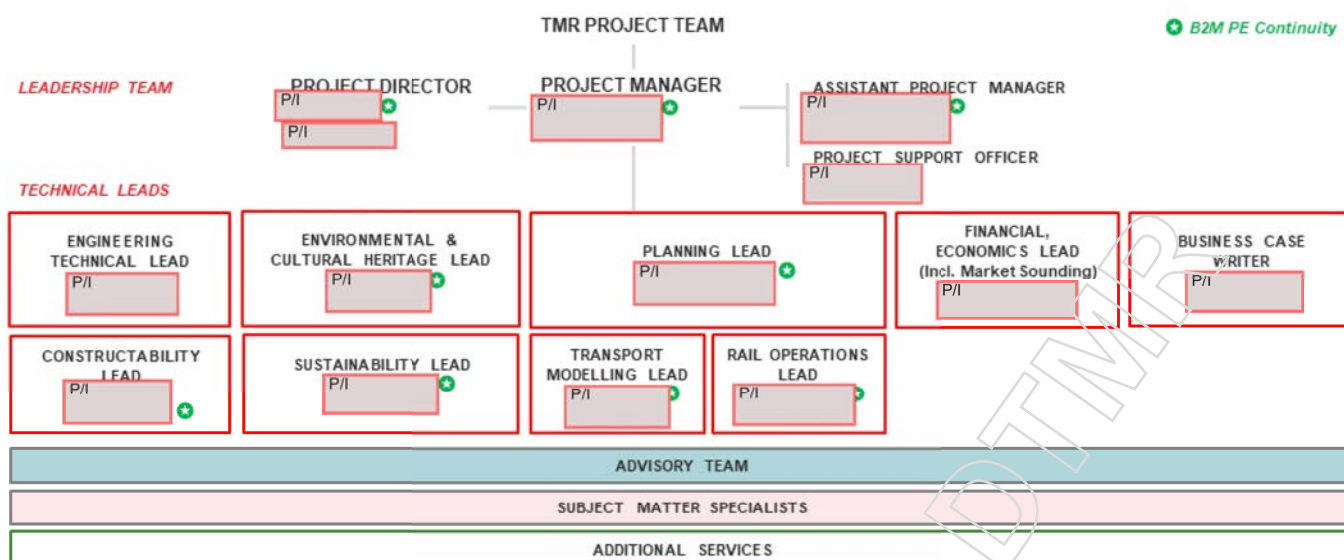 TMR PROJECT TEAM
B2M PE Continuity
LEADERSHIP TEAM
PROJECT DIRECTOR
P/I
P/I
PROJECT MANAGER
P/I
ASSISTANT PROJECT MANAGER
P/I
PROJECT SUPPORT OFFICER
P/I
TECHNICAL LEADS
ENGINEERING
TECHNICAL LEAD
P/I
ENVIRONMENTAL &
CULTURAL HERITAGE LEAD
P/I
PLANNING LEAD
P/I
FINANCIAL,
ECONOMICS LEAD
(Incl. Market Sounding)
P/I
BUSINESS CASE
WRITER
P/I
CONSTRUCTABILITY
LEAD
P/I
SUSTAINABILITY LEAD
P/I
TRANSPORT
MODELLING LEAD
P/I
RAIL OPERATIONS
LEAD
P/I
ADVISORY TEAM
SUBJECT MATTER SPECIALISTS
ADDITIONAL SERVICES
DTMR